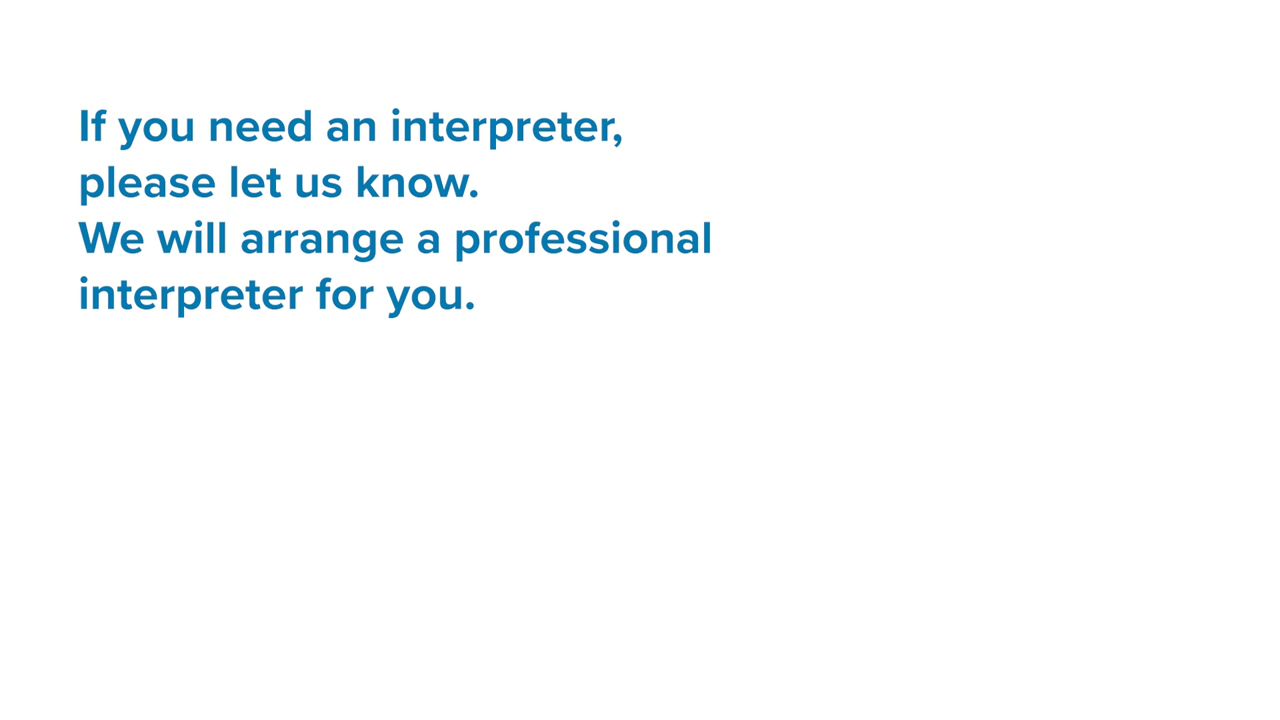 If you need an interpreter,
please let us know.
We will arrange a professional
interpreter for you.